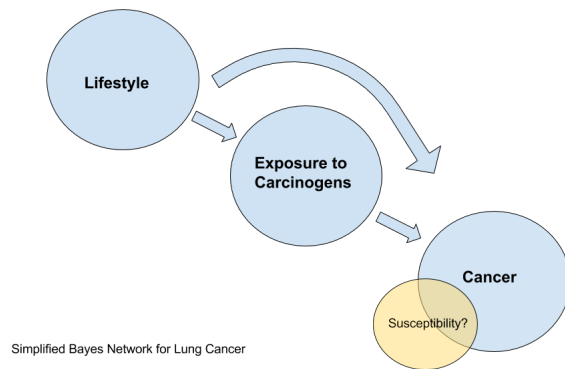 Lifestyle
Exposure to
Carcinogens
Cancer
Susceptibility?
Simplified Bayes Network for Lung Cancer